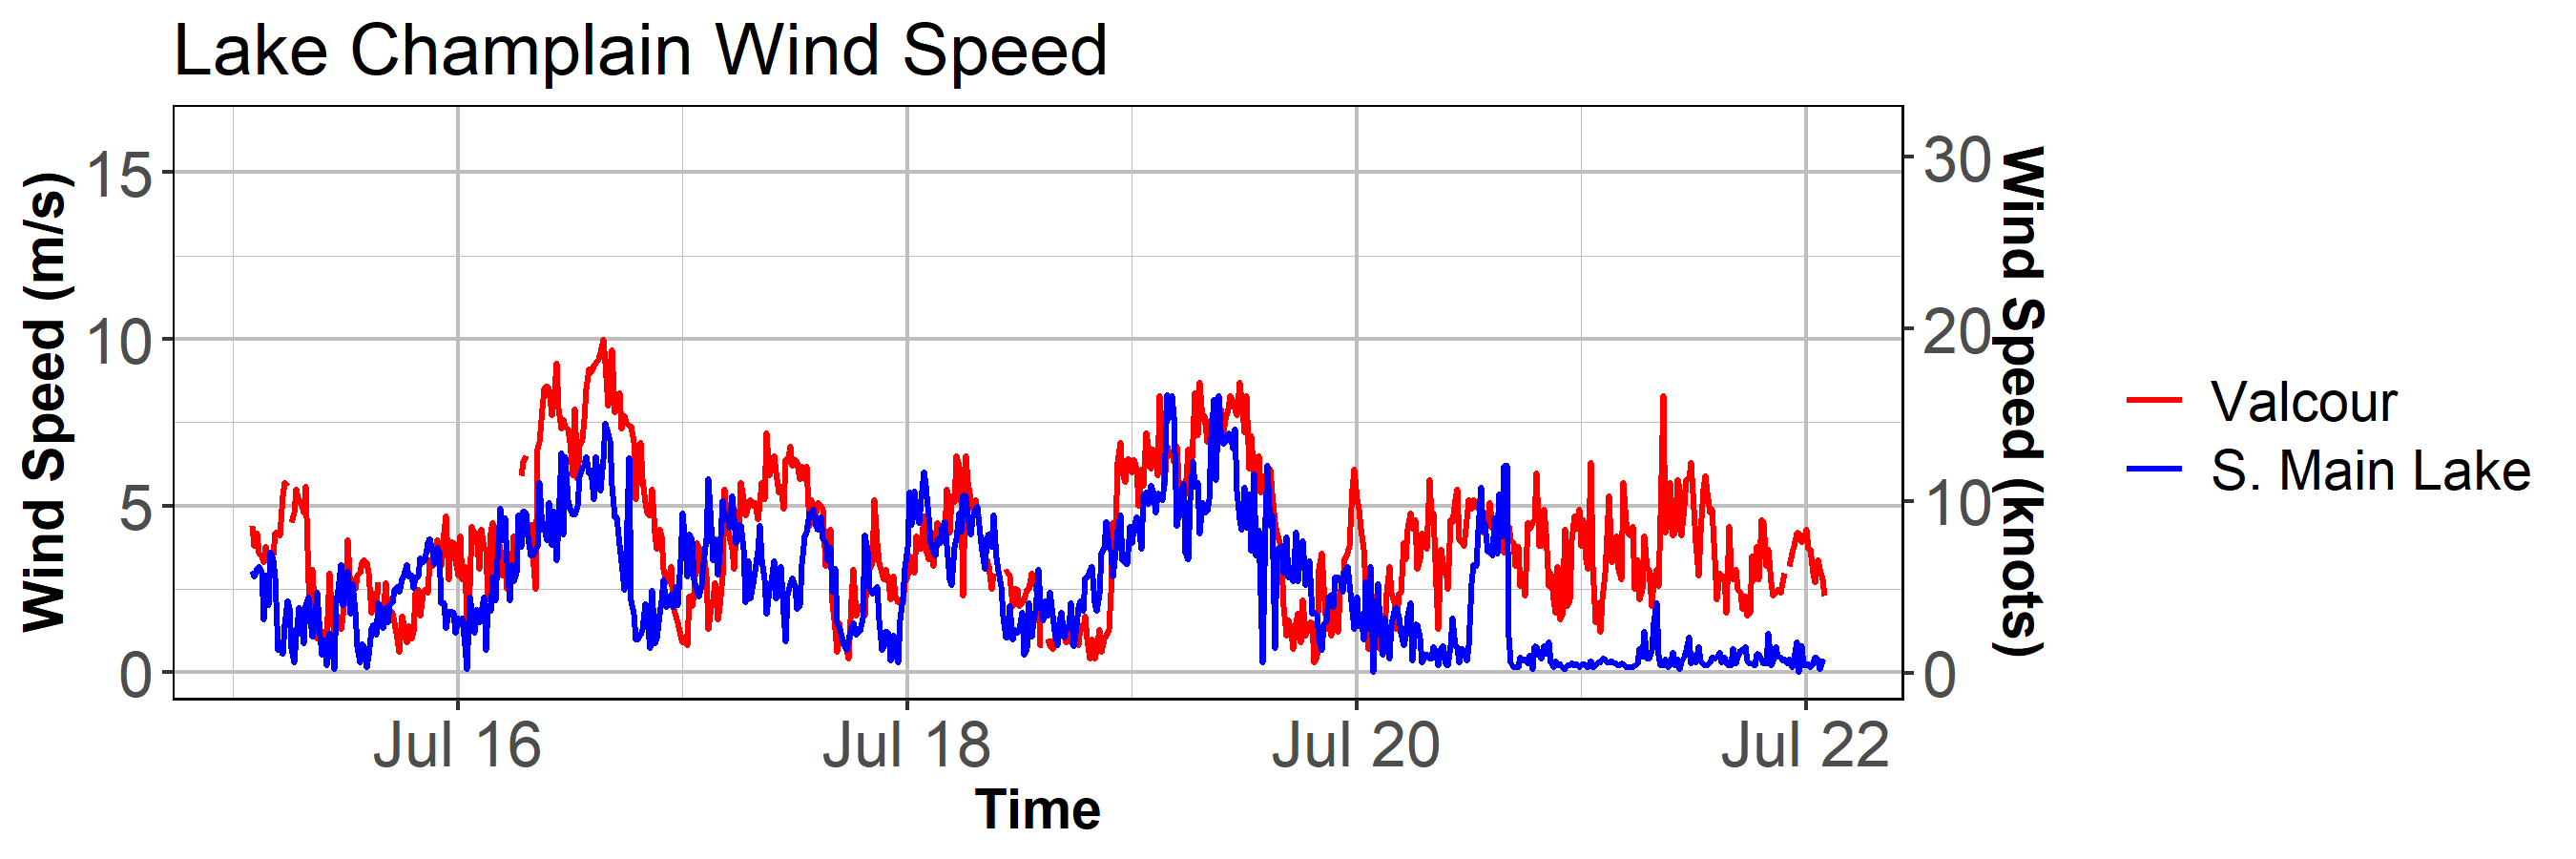 Lake Champlain Wind Speed
Wind Speed (m/s)
15
10
5
0
30
20
10
0
Wind Speed (knots)
Jul 16
Jul 18
Jul 20
Jul 22
Time
Valcour
S. Main Lake